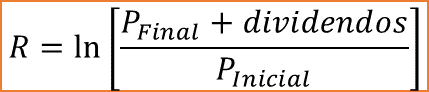 R = ln [ (P_Final + dividendos) / P_Inicial ]